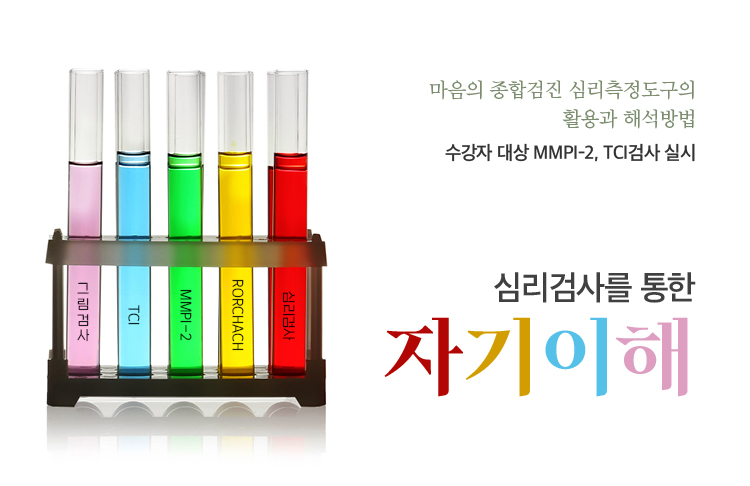 마음의 종합검진 심리측정도구의
활용과 해석방법
수강자 대상 MMPI-2, TCI검사 실시
심리검사를 통한
자기이해
그림검사
TCI
MMPI-2
RORCHACH
심리검사